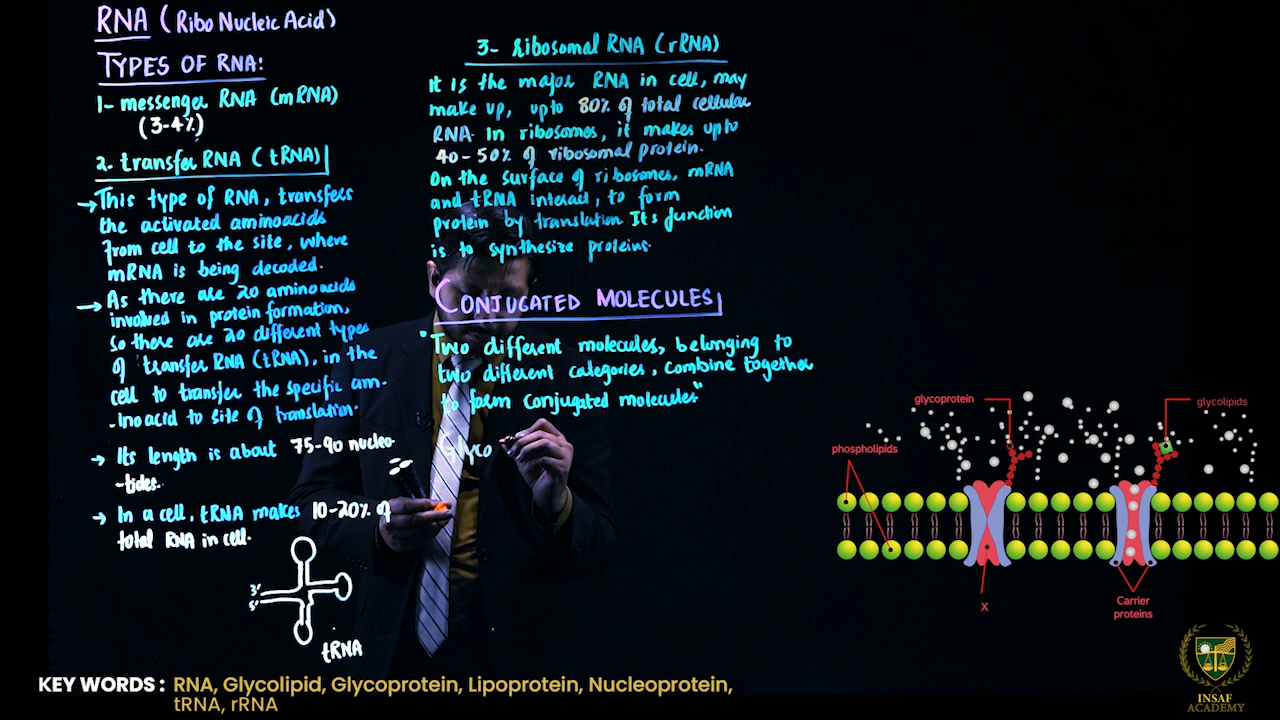 RNA (Ribo Nucleic Acid)
TYPES OF RNA:
1- messenger RNA (mRNA)
(3-4%)
2- transfer RNA (tRNA)
→ This type of RNA, transfers
the activated aminoacids
from cell to the site, where
mRNA is being decoded.
→ As there are 20 aminoacids
involved in protein formation,
so there are 20 different types
of transfer RNA (tRNA), in the
cell to transfer the specific am-
-inoacid to site of translation.
→ Its length is about 75-90 nucleo-
-tides.
→ In a cell, tRNA makes 10-20% of
total RNA in cell.
3'
5'
tRNA
3- Ribosomal RNA (rRNA)
It is the major RNA in cell, may
make up, upto 80% of total cellular
RNA. In ribosomes, it makes upto
40-50% of ribosomal protein.
On the surface of ribosomes, mRNA
and tRNA interact, to form
protein by translation. It's function
is to synthesize proteins.
CONJUGATED MOLECULES
"Two different molecules, belonging to
two different categories, combine together
to form conjugated molecules"
Glyco
glycoprotein
glycolipids
phospholipids
X
Carrier
proteins
KEY WORDS : RNA, Glycolipid, Glycoprotein, Lipoprotein, Nucleoprotein,
tRNA, rRNA
INSAF
ACADEMY